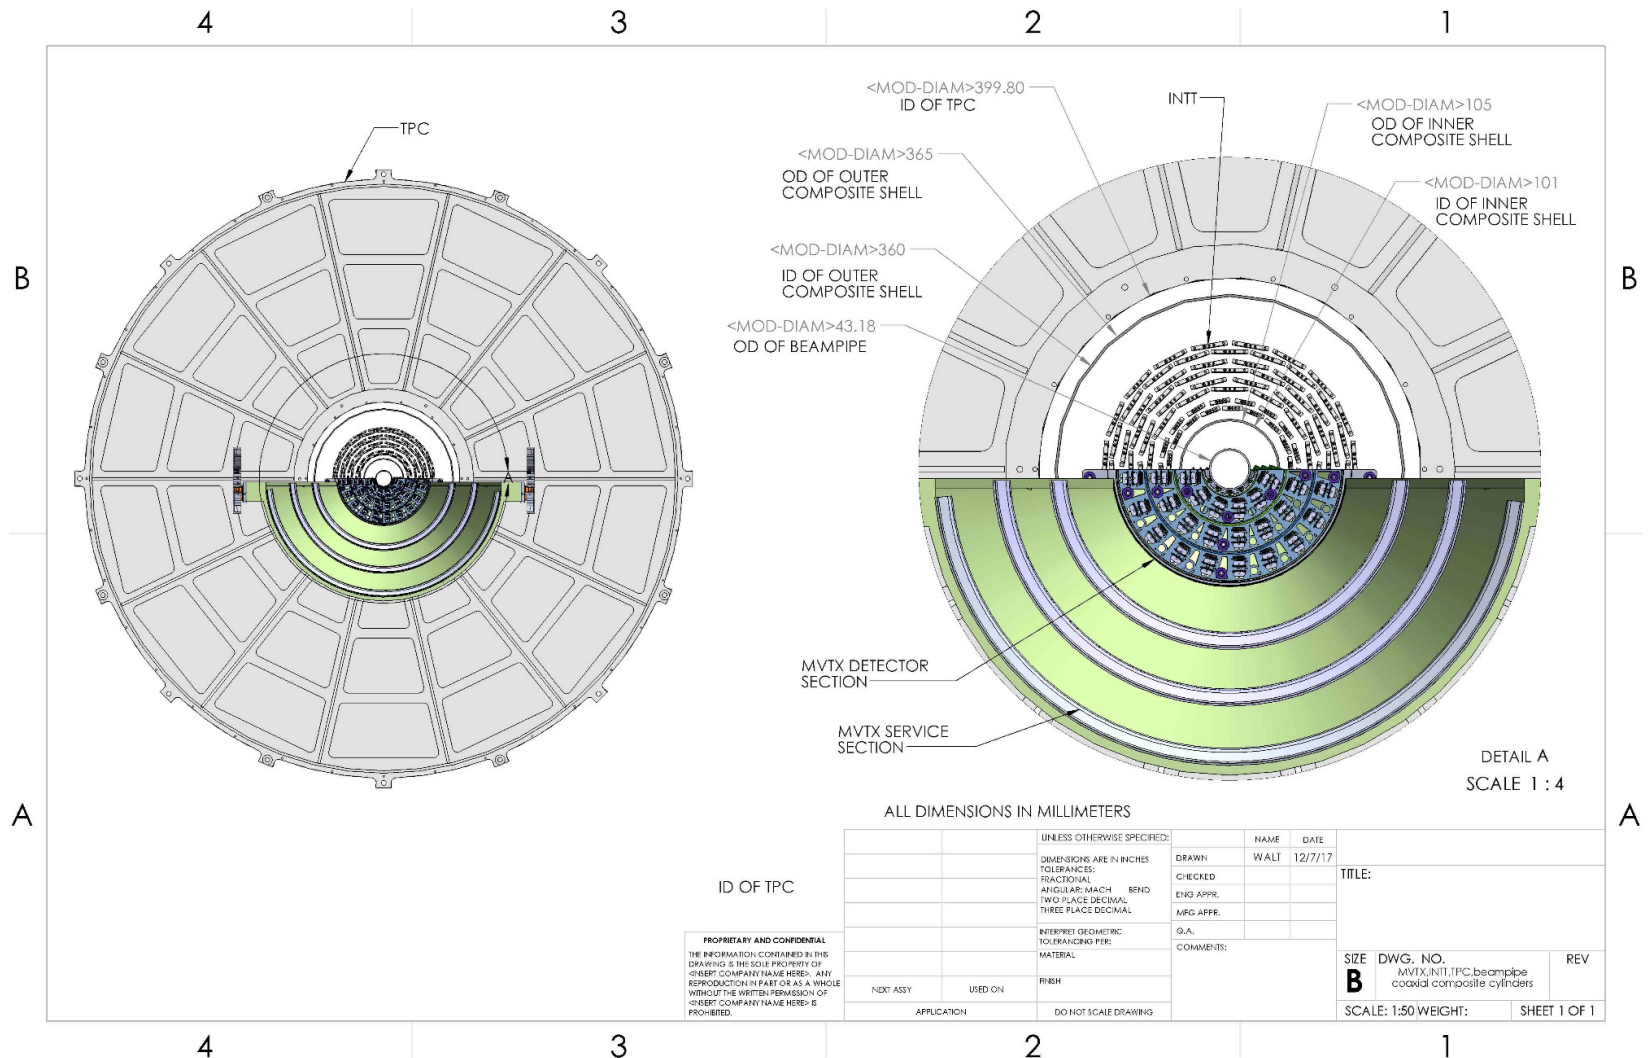 4
3
2
1
B
B
A
A
4
3
2
1
TPC
A
<MOD-DIAM>399.80
ID OF TPC
<MOD-DIAM>365
OD OF OUTER
COMPOSITE SHELL
<MOD-DIAM>360
ID OF OUTER
COMPOSITE SHELL
<MOD-DIAM>43.18
OD OF BEAMPIPE
INTT
<MOD-DIAM>105
OD OF INNER
COMPOSITE SHELL
<MOD-DIAM>101
ID OF INNER
COMPOSITE SHELL
MVTX DETECTOR
SECTION
MVTX SERVICE
SECTION
DETAIL A
SCALE 1 : 4
ALL DIMENSIONS IN MILLIMETERS
ID OF TPC
PROPRIETARY AND CONFIDENTIAL
THE INFORMATION CONTAINED IN THIS
DRAWING IS THE SOLE PROPERTY OF
<INSERT COMPANY NAME HERE>. ANY
REPRODUCTION IN PART OR AS A WHOLE
WITHOUT THE WRITTEN PERMISSION OF
<INSERT COMPANY NAME HERE> IS
PROHIBITED.
NEXT ASSY
USED ON
APPLICATION
UNLESS OTHERWISE SPECIFIED:
DIMENSIONS ARE IN INCHES
TOLERANCES:
FRACTIONAL
ANGULAR: MACH BEND
TWO PLACE DECIMAL
THREE PLACE DECIMAL
INTERPRET GEOMETRIC
TOLERANCING PER:
MATERIAL
FINISH
DO NOT SCALE DRAWING
NAME
DATE
DRAWN
WALT
12/7/17
CHECKED
ENG APPR.
MFG APPR.
Q.A.
COMMENTS:
TITLE:
SIZE
B
DWG. NO.
MVTX,INTT,TPC,beampipe
coaxial composite cylinders
REV
SCALE: 1:50
WEIGHT:
SHEET 1 OF 1